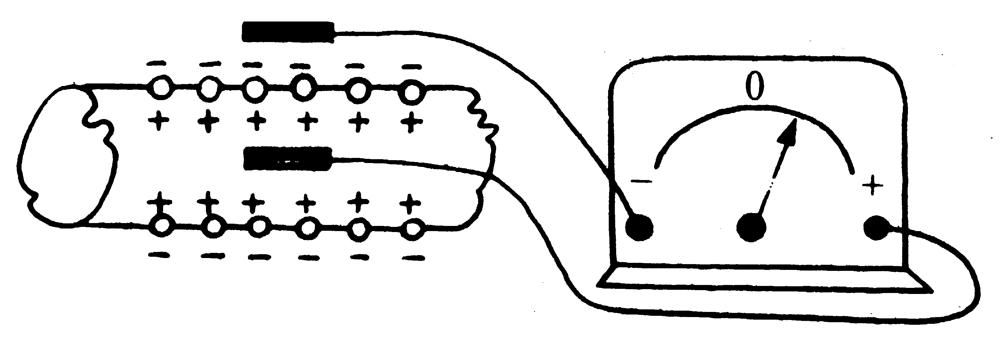 − − − − − −
0
+ + + + + +
− +
+ + + + + +
− − − − − −